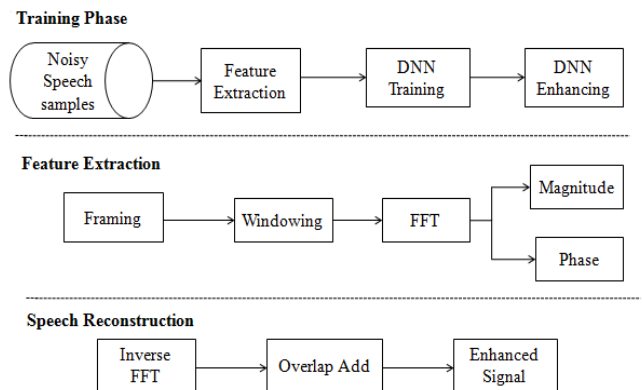 Training Phase
Noisy
Speech
samples
Feature
Extraction
DNN
Training
DNN
Enhancing
Feature Extraction
Framing
Windowing
FFT
Magnitude
Phase
Speech Reconstruction
Inverse
FFT
Overlap Add
Enhanced
Signal